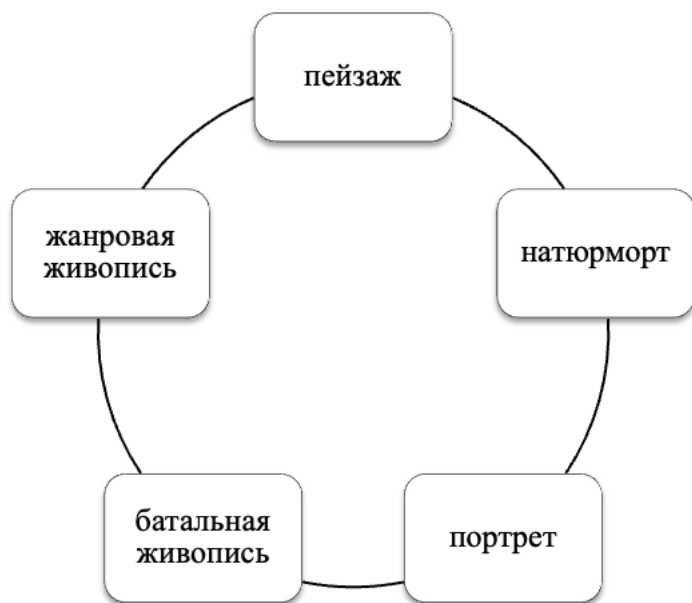 пейзаж
натюрморт
портрет
батальная
живопись
жанровая
живопись